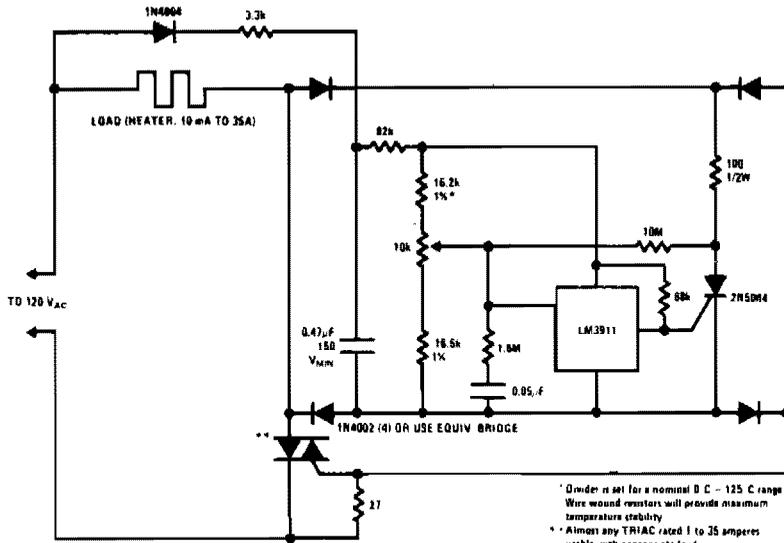 1N4004
3.3k
LOAD (HEATER, 10 mA TO 35A)
82k
16.2k
1%*
100
1/2W
10k
10M
TO 120 VAC
68k
2N5064
LM3911
0.47µF
150
VMIN
16.5k
1%
1.6M
0.05µF
1N4002 (4) OR USE EQUIV. BRIDGE
**
27
* Divider is set for a nominal 0 C - 125 C range
Wire wound resistors will provide maximum
temperature stability
** Almost any TRIAC rated 1 to 35 amperes